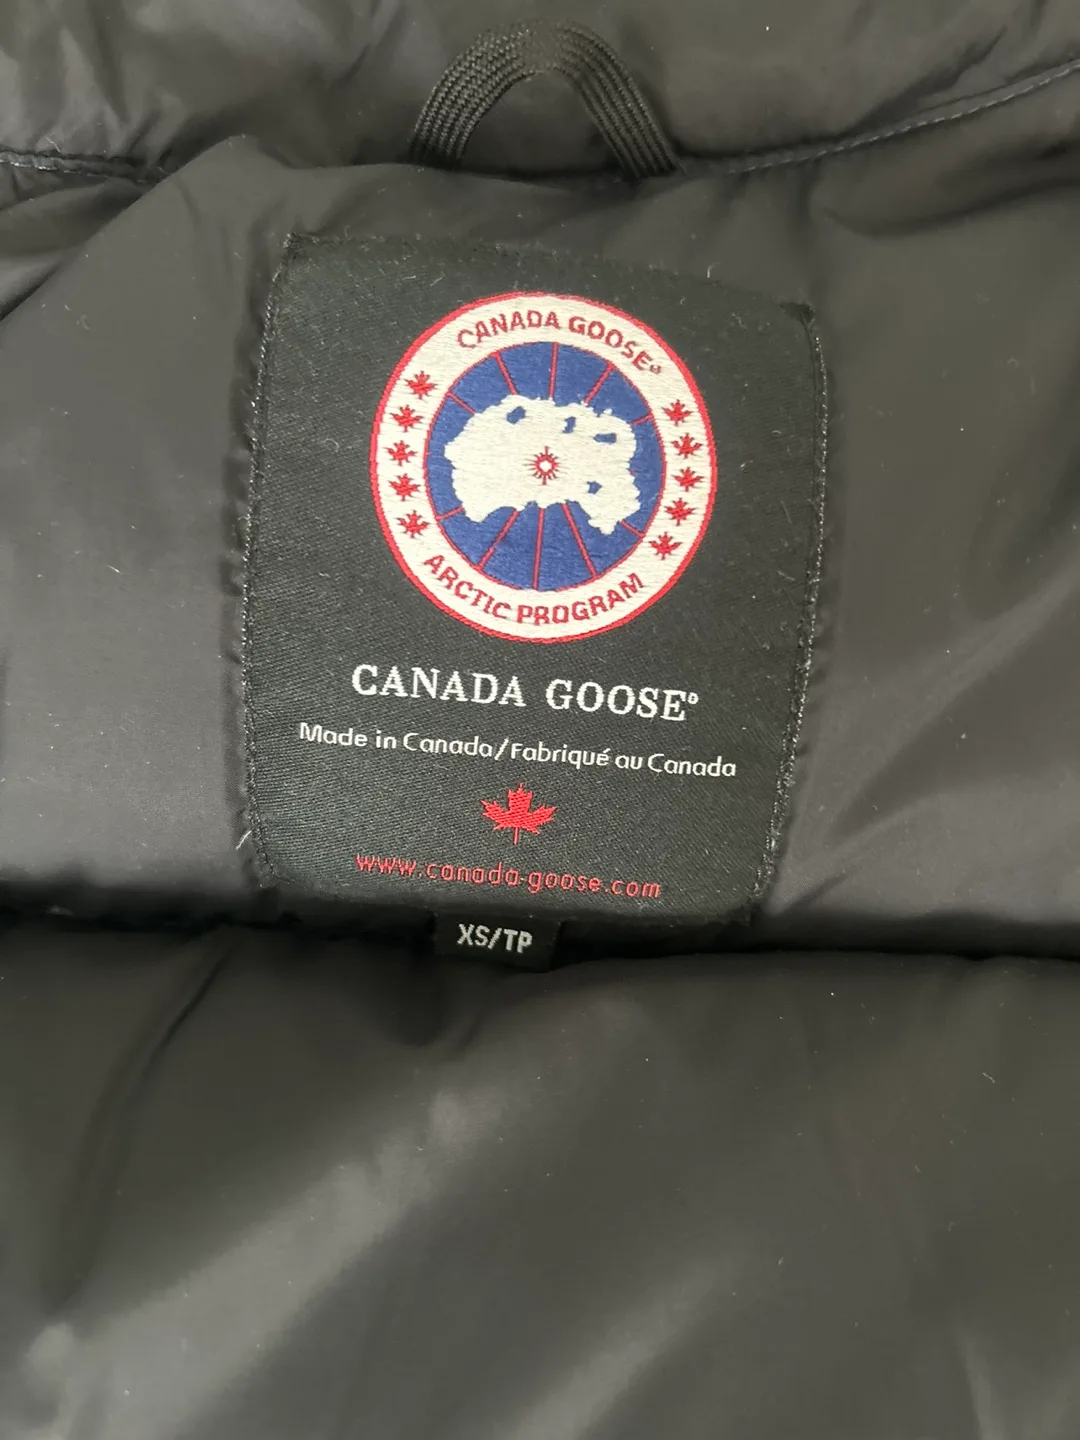 CANADA GOOSE®
ARCTIC PROGRAM
CANADA GOOSE®
Made in Canada/Fabriqué au Canada
www.canada-goose.com
XS/TP